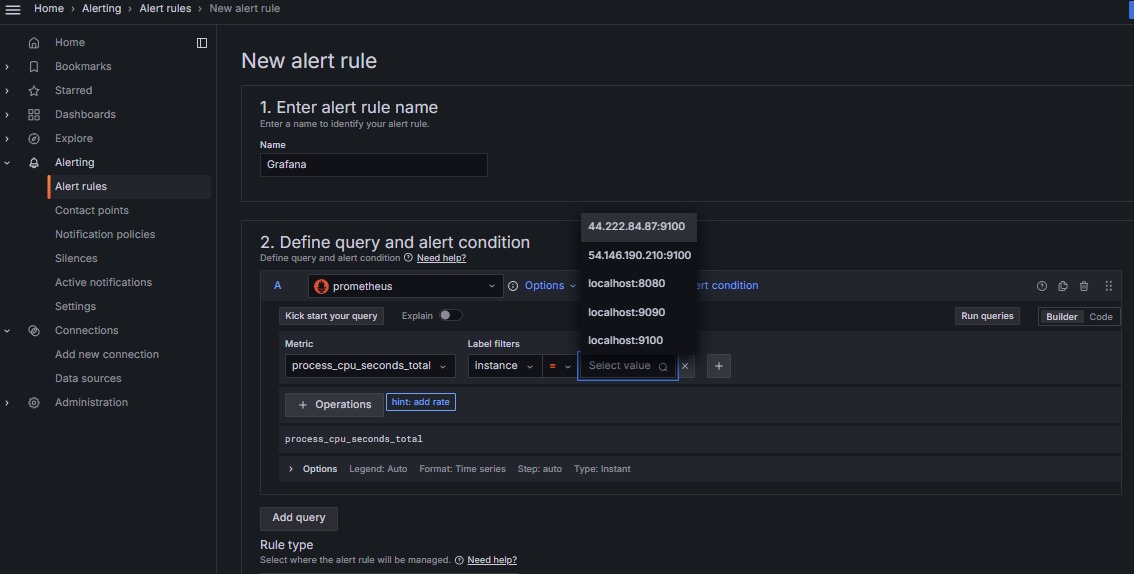 Home › Alerting › Alert rules › New alert rule
Home
Bookmarks
Starred
Dashboards
Explore
Alerting
Alert rules
Contact points
Notification policies
Silences
Active notifications
Settings
Connections
Add new connection
Data sources
Administration
New alert rule
1. Enter alert rule name
Enter a name to identify your alert rule.
Name
Grafana
2. Define query and alert condition
Define query and alert condition Need help?
A prometheus Options rt condition
44.222.84.87:9100
54.146.190.210:9100
localhost:8080
localhost:9090
localhost:9100
Kick start your query Explain Run queries Builder Code
Metric Label filters
process_cpu_seconds_total instance = Select value
+ Operations hint: add rate
process_cpu_seconds_total
Options Legend: Auto Format: Time series Step: auto Type: Instant
Add query
Rule type
Select where the alert rule will be managed. Need help?